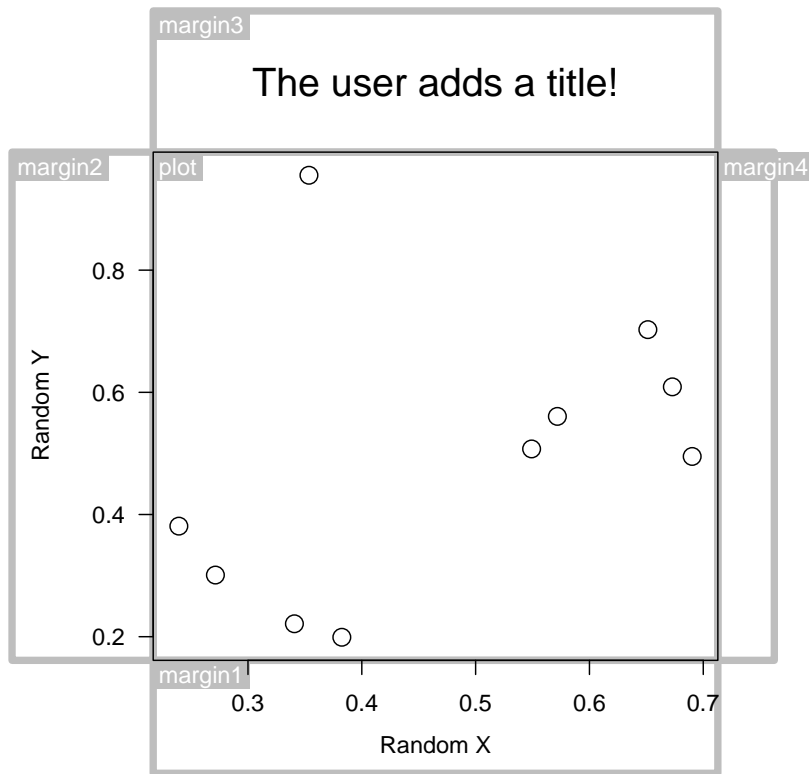 margin3
The user adds a title!
margin2
plot
margin4
0.8
0.6
0.4
0.2
Random Y
margin1
0.3 0.4 0.5 0.6 0.7
Random X